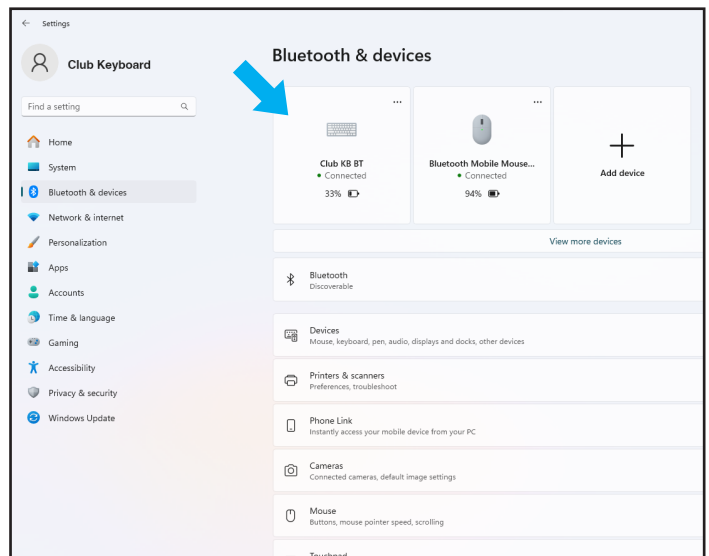 Settings
Club Keyboard
Find a setting
Home
System
Bluetooth & devices
Network & internet
Personalization
Apps
Accounts
Time & language
Gaming
Accessibility
Privacy & security
Windows Update
Bluetooth & devices
Club KB BT
Connected
33%
Bluetooth Mobile Mouse...
Connected
94%
Add device
View more devices
Bluetooth
Discoverable
Devices
Mouse, keyboard, pen, audio, displays and docks, other devices
Printers & scanners
Preferences, troubleshoot
Phone Link
Instantly access your mobile device from your PC
Cameras
Connected cameras, default image settings
Mouse
Buttons, mouse pointer speed, scrolling
Touchpad